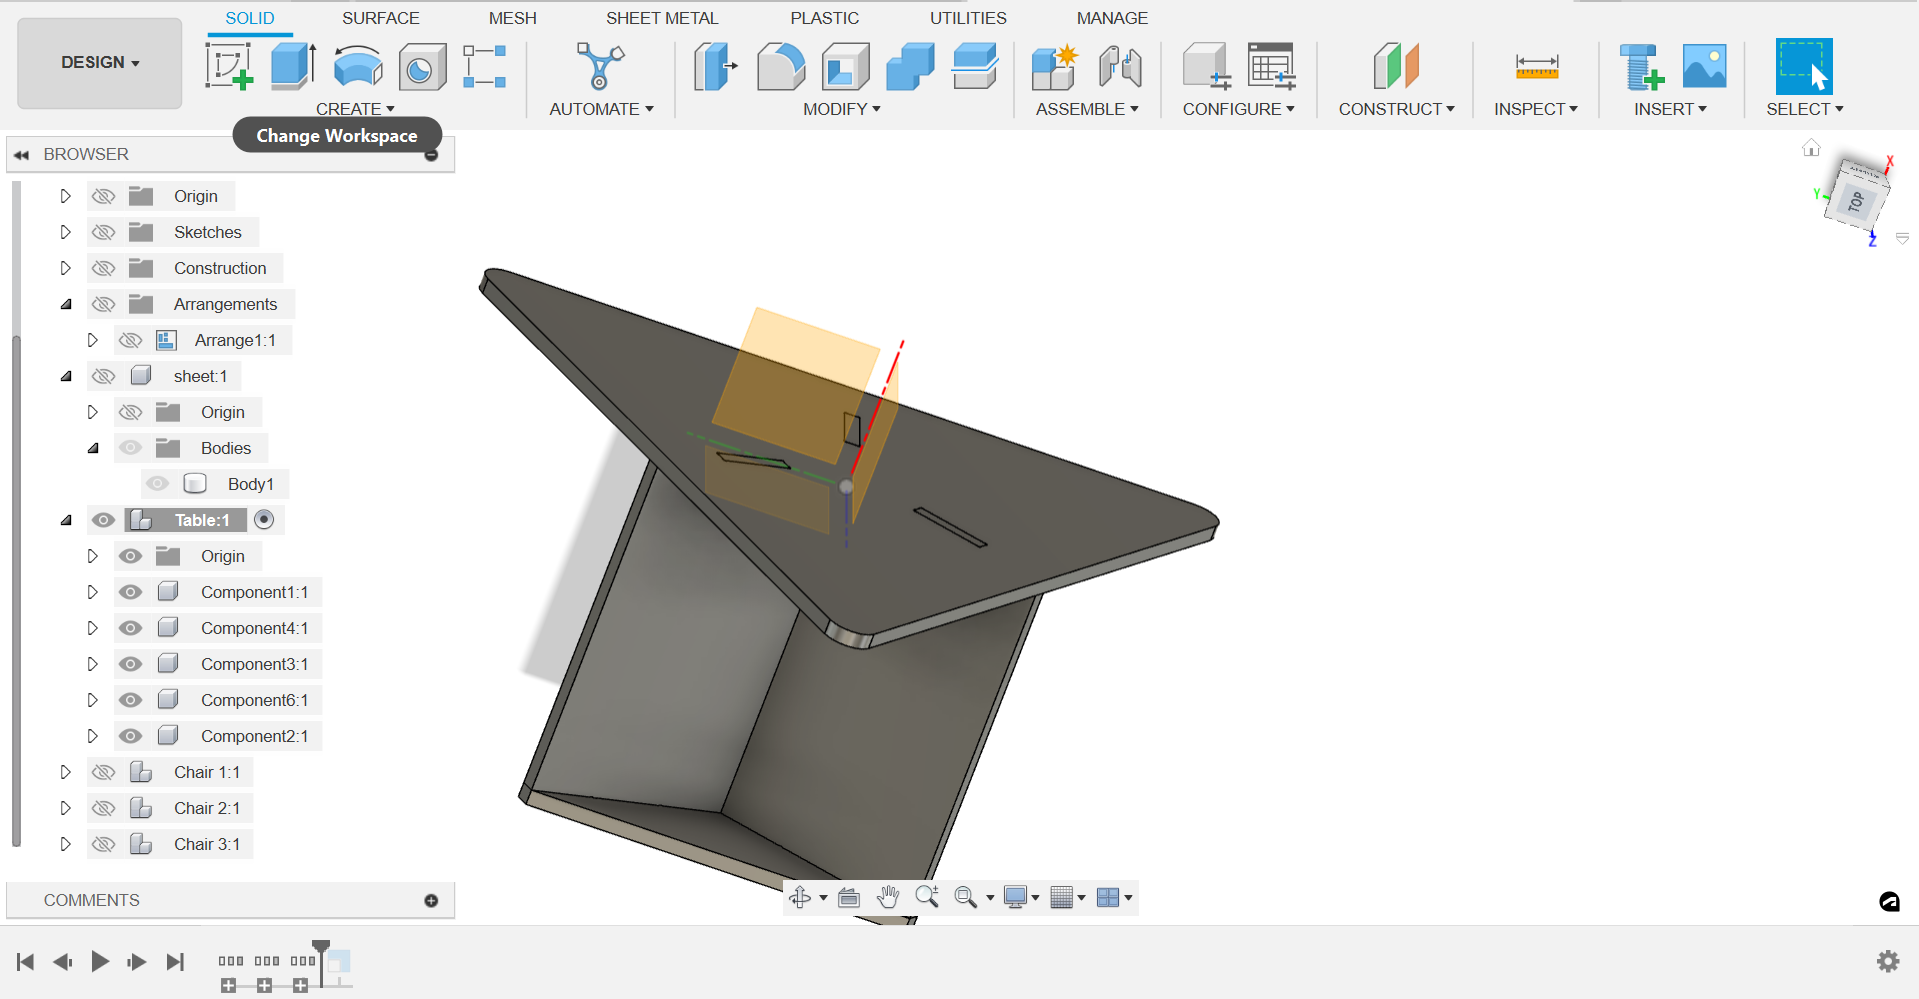 SOLID SURFACE MESH SHEET METAL PLASTIC UTILITIES MANAGE
DESIGN
CREATE AUTOMATE MODIFY ASSEMBLE CONFIGURE CONSTRUCT INSPECT INSERT SELECT
Change Workspace
BROWSER
Origin
Sketches
Construction
Arrangements
Arrange1:1
sheet:1
Origin
Bodies
Body1
Table:1
Origin
Component1:1
Component4:1
Component3:1
Component6:1
Component2:1
Chair 1:1
Chair 2:1
Chair 3:1
COMMENTS
X
Y
TOP
Z